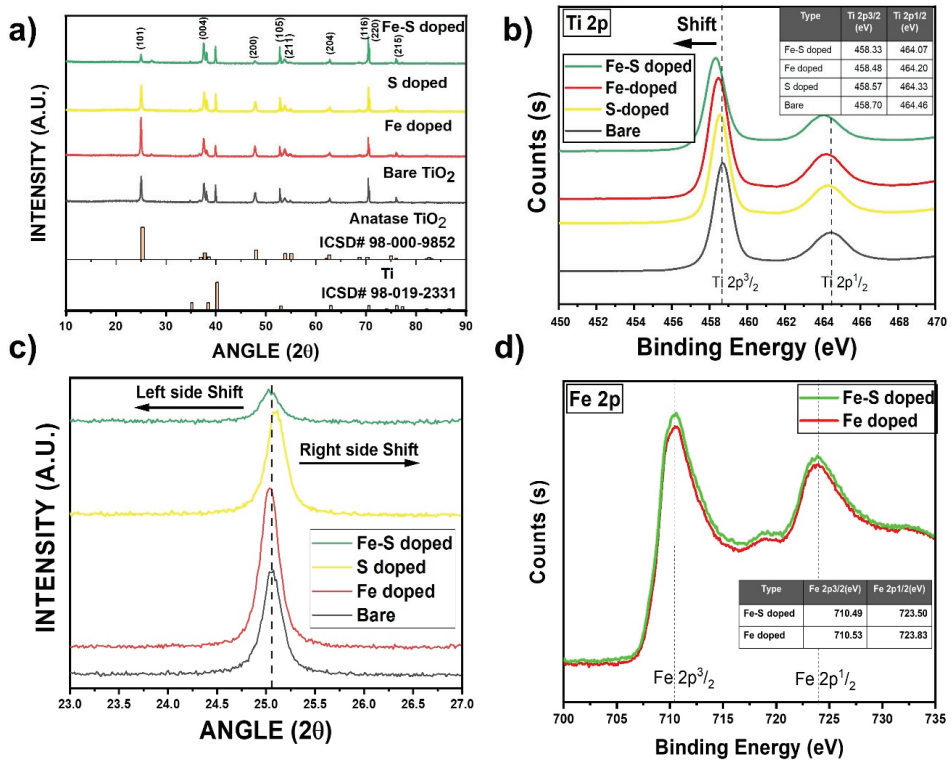 a)
INTENSITY (A.U.)
(101)
(004)
(200)
(105)
(211)
(204)
(116)
(220)
(215)
Fe-S doped
S doped
Fe doped
Bare TiO2
Anatase TiO2
ICSD# 98-000-9852
Ti
ICSD# 98-019-2331
10 20 30 40 50 60 70 80 90
ANGLE (2θ)
b)
Ti 2p
Shift
Fe-S doped
Fe-doped
S-doped
Bare
Type Ti 2p3/2 (eV) Ti 2p1/2 (eV)
Fe-S doped 458.33 464.07
Fe doped 458.48 464.20
S doped 458.57 464.33
Bare 458.70 464.46
Counts (s)
Ti 2p3/2
Ti 2p1/2
450 452 454 456 458 460 462 464 466 468 470
Binding Energy (eV)
c)
INTENSITY (A.U.)
Left side Shift
Right side Shift
Fe-S doped
S doped
Fe doped
Bare
23.0 23.5 24.0 24.5 25.0 25.5 26.0 26.5 27.0
ANGLE (2θ)
d)
Fe 2p
Fe-S doped
Fe doped
Counts (s)
Type Fe 2p3/2(eV) Fe 2p1/2(eV)
Fe-S doped 710.49 723.50
Fe doped 710.53 723.83
Fe 2p3/2
Fe 2p1/2
700 705 710 715 720 725 730 735
Binding Energy (eV)